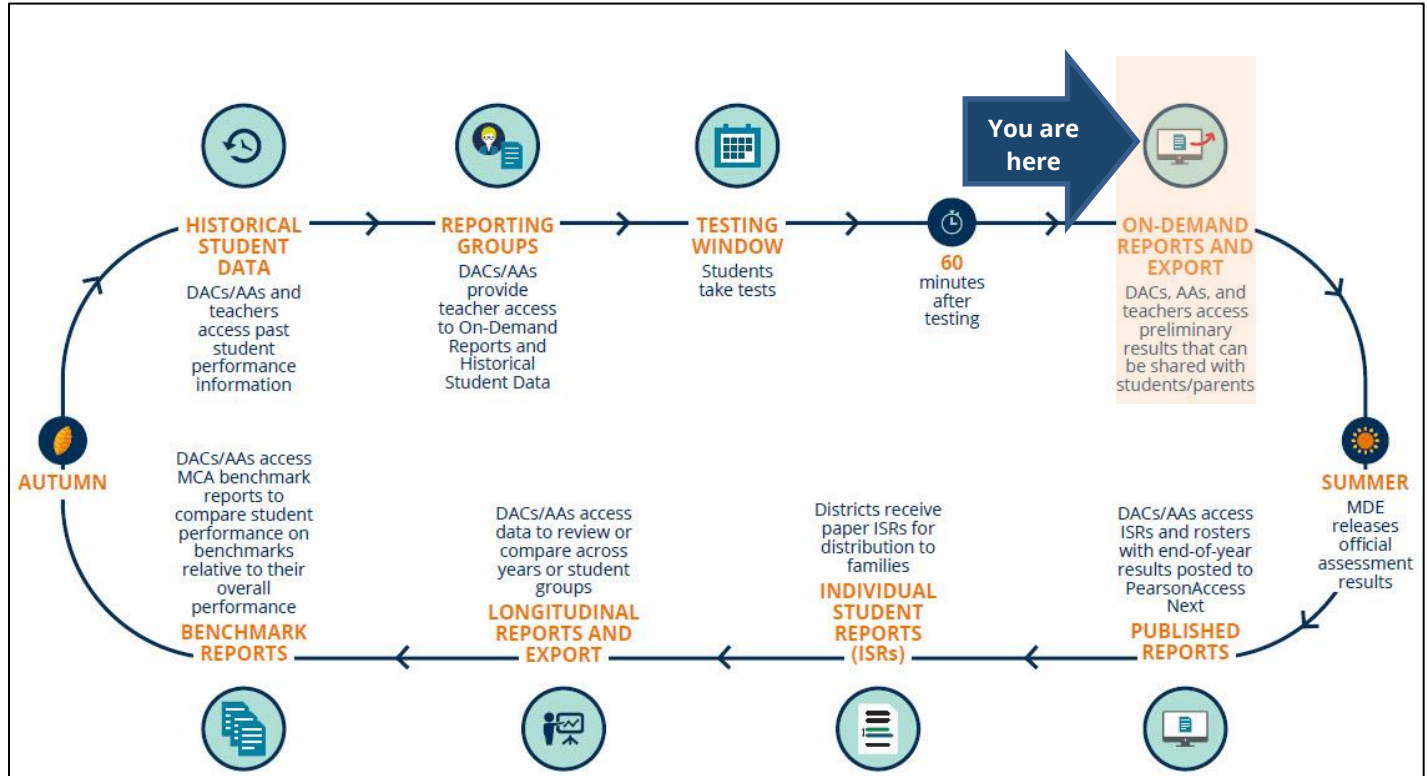 You are
here
HISTORICAL
STUDENT
DATA
DACs/AAs and
teachers
access past
student
performance
information
REPORTING
GROUPS
DACs/AAs
provide
teacher access
to On-Demand
Reports and
Historical
Student Data
TESTING
WINDOW
Students
take tests
60
minutes
after
testing
ON-DEMAND
REPORTS AND
EXPORT
DACs, AAs, and
teachers access
preliminary
results that can
be shared with
students/parents
SUMMER
MDE
releases
official
assessment
results
DACs/AAs access
ISRs and rosters
with end-of-year
results posted to
PearsonAccess
Next
PUBLISHED
REPORTS
Districts receive
paper ISRs for
distribution to
families
INDIVIDUAL
STUDENT
REPORTS
(ISRs)
DACs/AAs access
data to review or
compare across
years or student
groups
LONGITUDINAL
REPORTS AND
EXPORT
DACs/AAs access
MCA benchmark
reports to
compare student
performance on
benchmarks
relative to their
overall
performance
BENCHMARK
REPORTS
AUTUMN